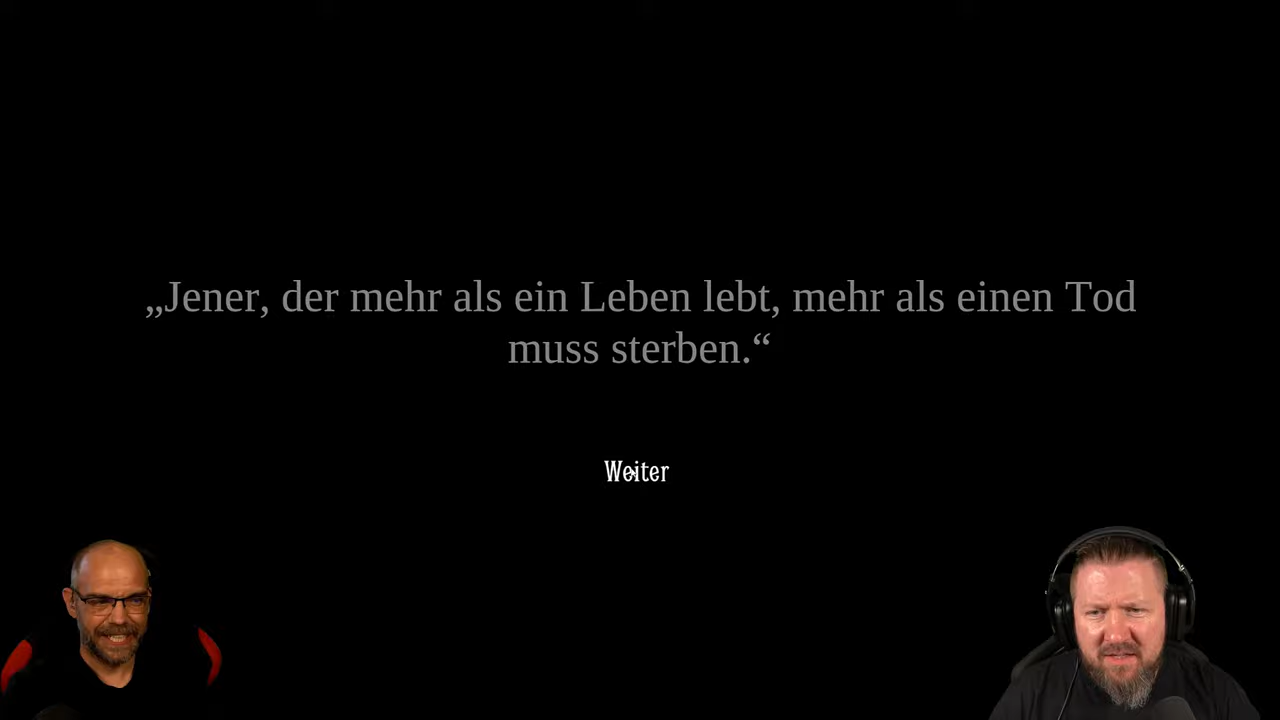 „Jener, der mehr als ein Leben lebt, mehr als einen Tod
muss sterben.“
Weiter